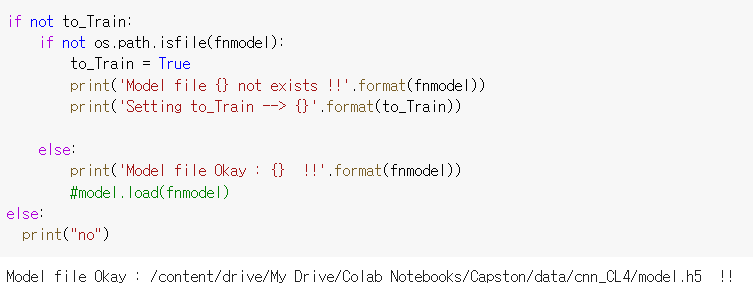 if not to_Train:
    if not os.path.isfile(fnmodel):
        to_Train = True
        print('Model file {} not exists !!'.format(fnmodel))
        print('Setting to_Train --> {}'.format(to_Train))
    else:
        print('Model file Okay : {}  !!'.format(fnmodel))
        #model.load(fnmodel)
else:
  print("no")
Model file Okay : /content/drive/My Drive/Colab Notebooks/Capston/data/cnn_CL4/model.h5  !!